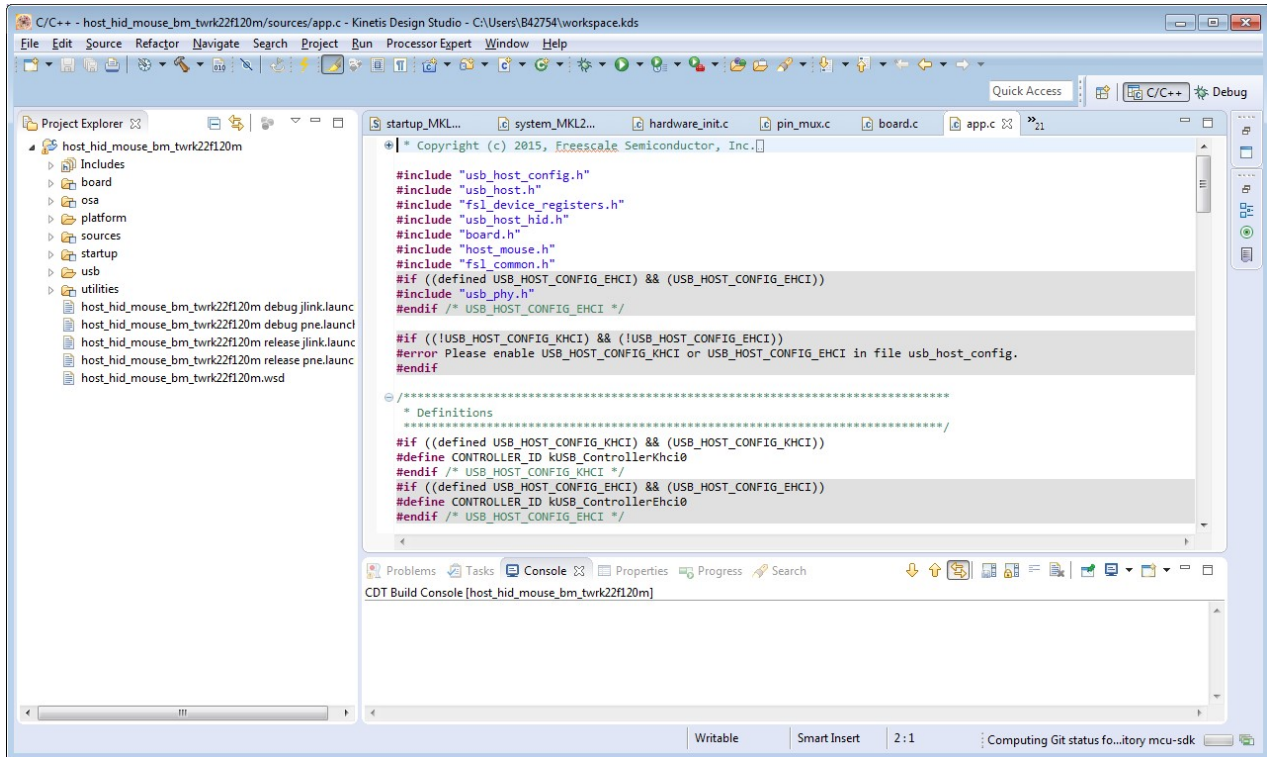 C/C++ - host_hid_mouse_bm_twrk22f120m/sources/app.c - Kinetis Design Studio - C:\Users\B42754\workspace.kds
File Edit Source Refactor Navigate Search Project Run Processor Expert Window Help
Quick Access C/C++ Debug
Project Explorer
host_hid_mouse_bm_twrk22f120m
Includes
board
osa
platform
sources
startup
usb
utilities
host_hid_mouse_bm_twrk22f120m debug jlink.launc
host_hid_mouse_bm_twrk22f120m debug pne.launch
host_hid_mouse_bm_twrk22f120m release jlink.launc
host_hid_mouse_bm_twrk22f120m release pne.launc
host_hid_mouse_bm_twrk22f120m.wsd
startup_MKL... system_MKL2... hardware_init.c pin_mux.c board.c app.c »21
* Copyright (c) 2015, Freescale Semiconductor, Inc.
#include "usb_host_config.h"
#include "usb_host.h"
#include "fsl_device_registers.h"
#include "usb_host_hid.h"
#include "board.h"
#include "host_mouse.h"
#include "fsl_common.h"
#if ((defined USB_HOST_CONFIG_EHCI) && (USB_HOST_CONFIG_EHCI))
#include "usb_phy.h"
#endif /* USB_HOST_CONFIG_EHCI */
#if ((!USB_HOST_CONFIG_KHCI) && (!USB_HOST_CONFIG_EHCI))
#error Please enable USB_HOST_CONFIG_KHCI or USB_HOST_CONFIG_EHCI in file usb_host_config.
#endif
/*******************************************************************************
* Definitions
******************************************************************************/
#if ((defined USB_HOST_CONFIG_KHCI) && (USB_HOST_CONFIG_KHCI))
#define CONTROLLER_ID kUSB_ControllerKhci0
#endif /* USB_HOST_CONFIG_KHCI */
#if ((defined USB_HOST_CONFIG_EHCI) && (USB_HOST_CONFIG_EHCI))
#define CONTROLLER_ID kUSB_ControllerEhci0
#endif /* USB_HOST_CONFIG_EHCI */
Problems Tasks Console Properties Progress Search
CDT Build Console [host_hid_mouse_bm_twrk22f120m]
Writable Smart Insert 2 : 1 Computing Git status fo...itory mcu-sdk